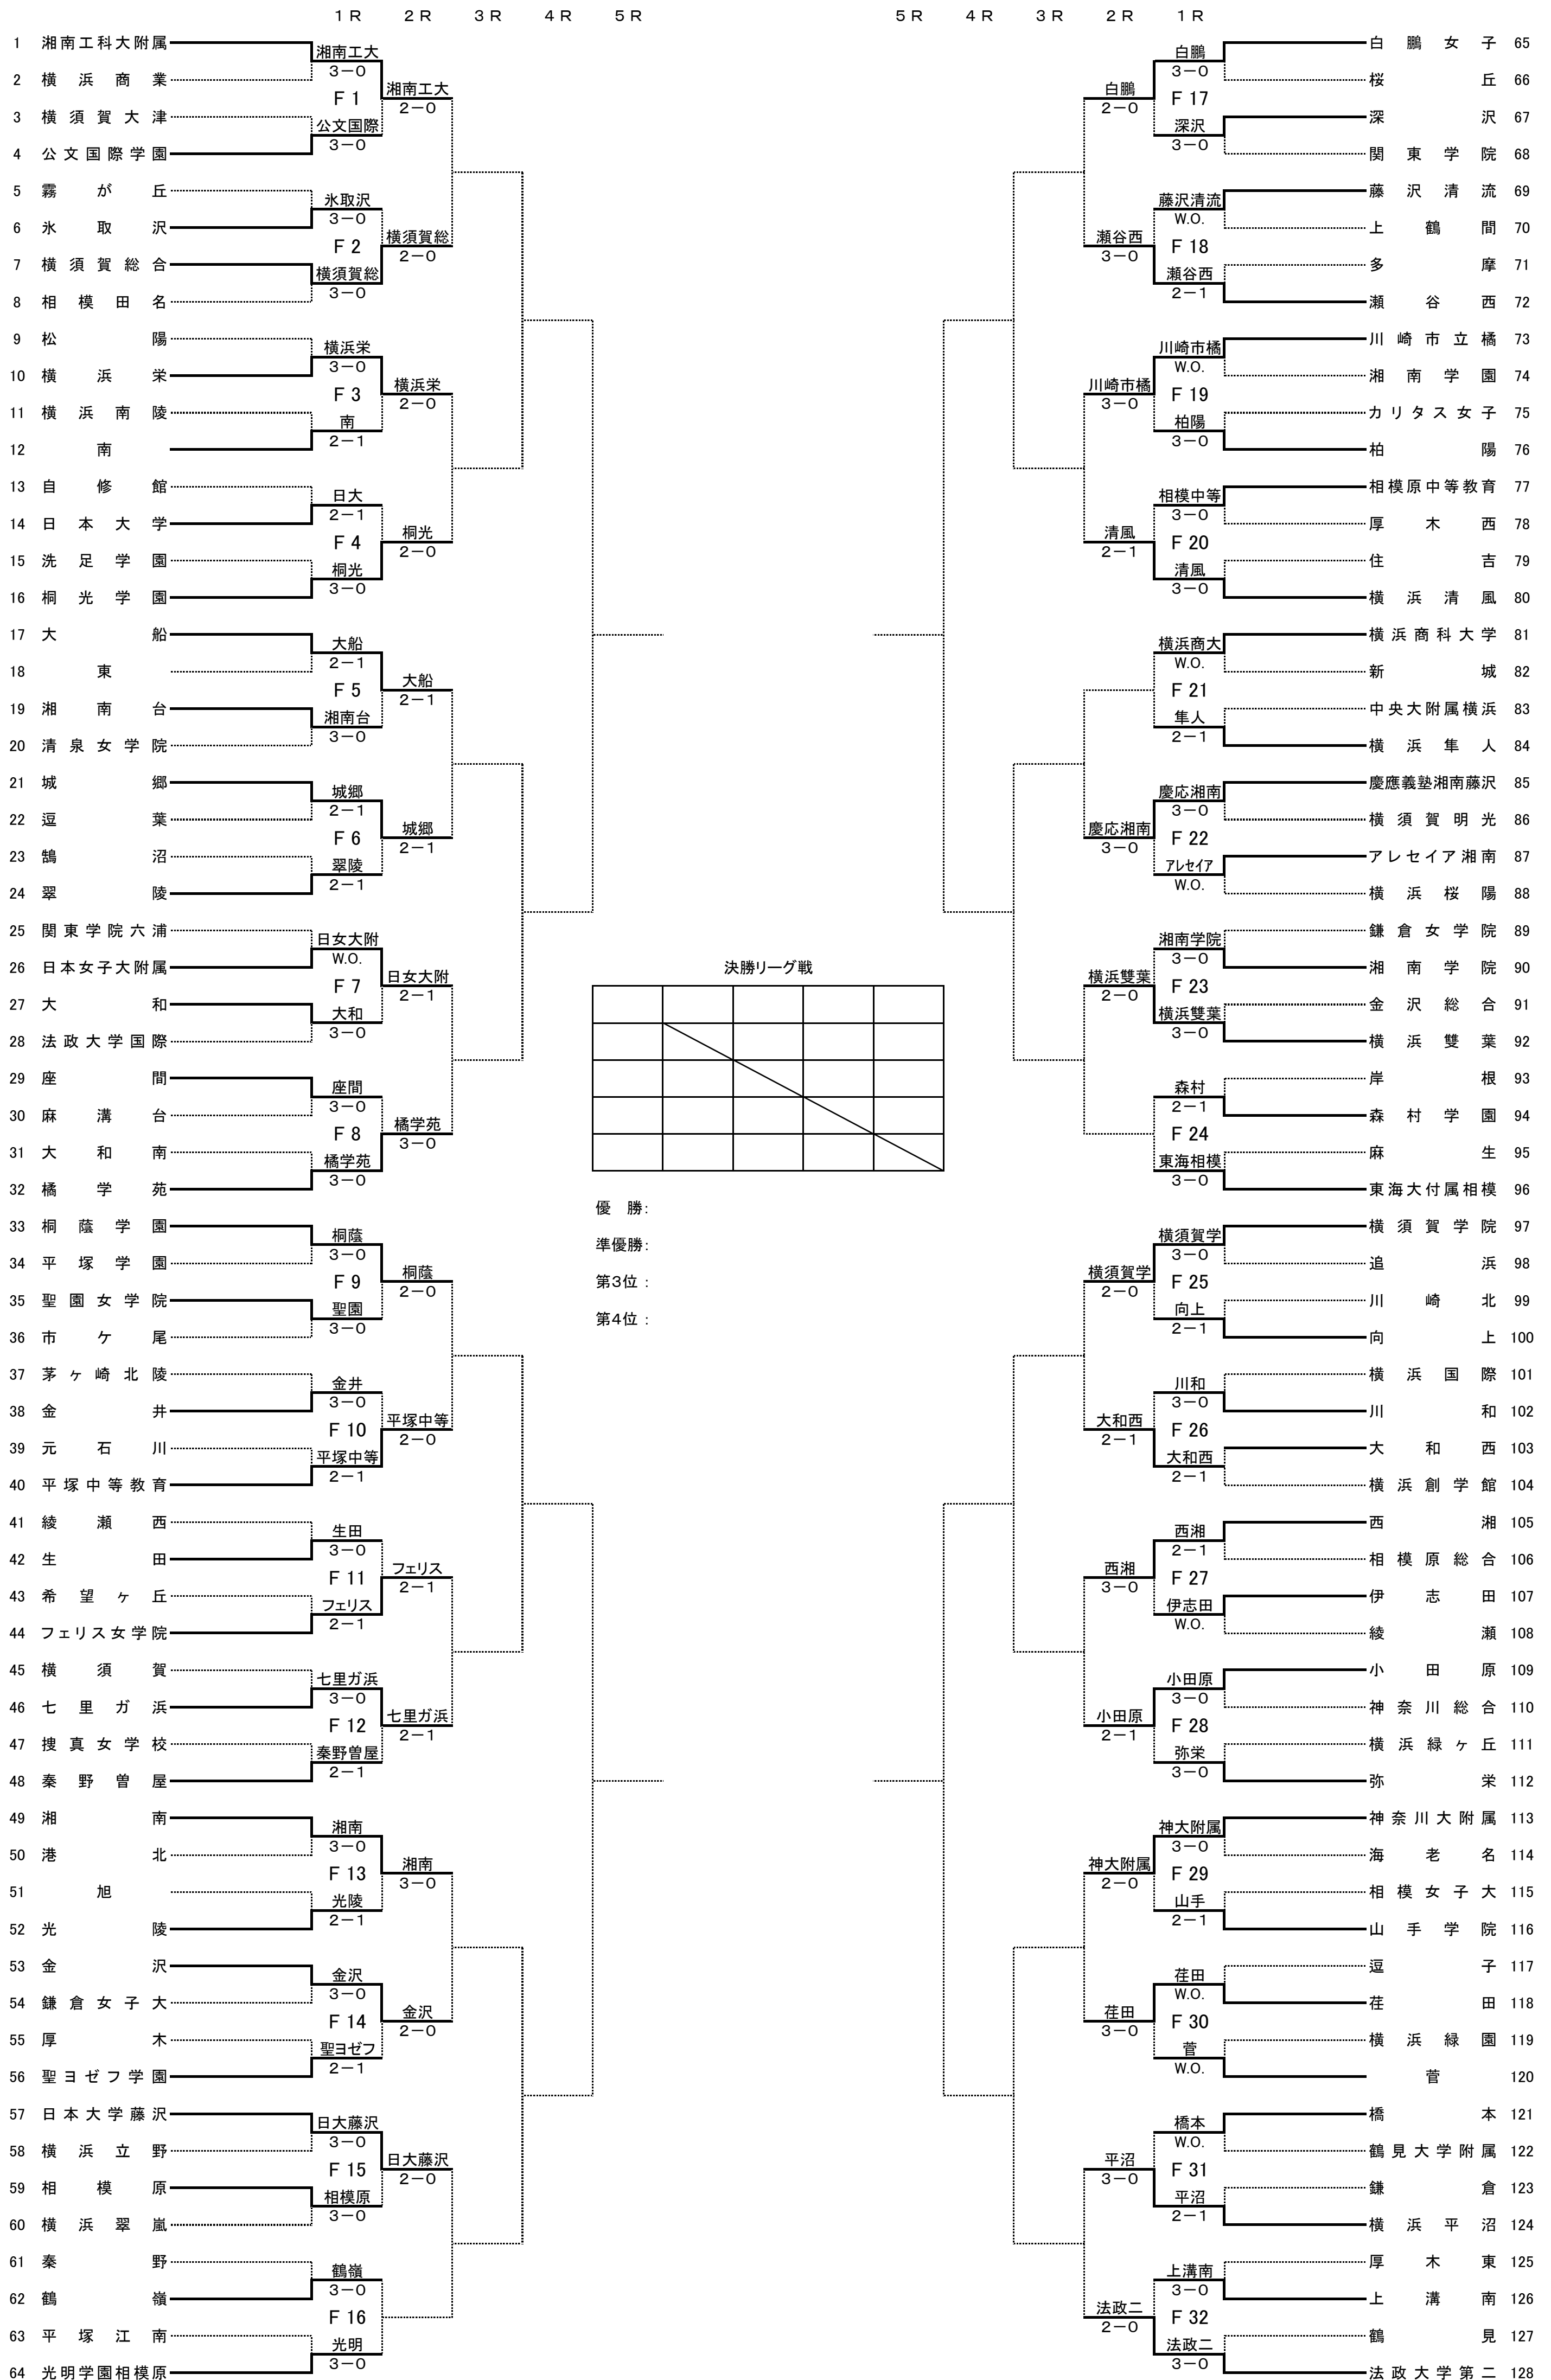 1R 2R 3R 4R 5R 5R 4R 3R 2R 1R
1 湘南工科大附属
湘南工大
3-0
2 横浜商業
F 1
湘南工大
2-0
3 横須賀大津
公文国際
3-0
4 公文国際学園
5 霧が丘
氷取沢
3-0
6 氷取沢
F 2
横須賀総
2-0
7 横須賀総合
横須賀総
3-0
8 相模田名
9 松陽
横浜栄
3-0
10 横浜栄
F 3
横浜栄
2-0
11 横浜南陵
南
2-1
12 南
13 自修館
日大
2-1
14 日本大学
F 4
桐光
2-0
15 洗足学園
桐光
3-0
16 桐光学園
17 大船
大船
2-1
18 東
F 5
大船
2-1
19 湘南台
湘南台
3-0
20 清泉女学院
21 城郷
城郷
2-1
22 逗葉
F 6
城郷
2-1
23 鵠沼
翠陵
2-1
24 翠陵
25 関東学院六浦
日女大附
W.O.
26 日本女子大附属
F 7
日女大附
2-1
27 大和
大和
3-0
28 法政大学国際
29 座間
座間
3-0
30 麻溝台
F 8
橘学苑
3-0
31 大和南
橘学苑
3-0
32 橘学苑
33 桐蔭学園
桐蔭
3-0
34 平塚学園
F 9
桐蔭
2-0
35 聖園女学院
聖園
3-0
36 市ケ尾
37 茅ヶ崎北陵
金井
3-0
38 金井
F 10
平塚中等
2-0
39 元石川
平塚中等
2-1
40 平塚中等教育
41 綾瀬西
生田
3-0
42 生田
F 11
フェリス
2-1
43 希望ヶ丘
フェリス
2-1
44 フェリス女学院
45 横須賀
七里ガ浜
3-0
46 七里ガ浜
F 12
七里ガ浜
2-1
47 捜真女学校
秦野曽屋
2-1
48 秦野曽屋
49 湘南
湘南
3-0
50 港北
F 13
湘南
3-0
51 旭
光陵
2-1
52 光陵
53 金沢
金沢
3-0
54 鎌倉女子大
F 14
金沢
2-0
55 厚木
聖ヨゼフ
2-1
56 聖ヨゼフ学園
57 日本大学藤沢
日大藤沢
3-0
58 横浜立野
F 15
日大藤沢
2-0
59 相模原
相模原
3-0
60 横浜翠嵐
61 秦野
鶴嶺
3-0
62 鶴嶺
F 16
63 平塚江南
光明
3-0
64 光明学園相模原
決勝リーグ戦
優 勝:
準優勝:
第3位 :
第4位 :
白鵬女子 65
白鵬
3-0
桜丘 66
F 17
白鵬
2-0
深沢 67
深沢
3-0
関東学院 68
藤沢清流 69
藤沢清流
W.O.
上鶴間 70
F 18
瀬谷西
3-0
多摩 71
瀬谷西
2-1
瀬谷西 72
川崎市立橘 73
川崎市橘
W.O.
湘南学園 74
F 19
川崎市橘
3-0
カリタス女子 75
柏陽
3-0
柏陽 76
相模原中等教育 77
相模中等
3-0
厚木西 78
F 20
清風
2-1
住吉 79
清風
3-0
横浜清風 80
横浜商科大学 81
横浜商大
W.O.
新城 82
F 21
中央大附属横浜 83
隼人
2-1
横浜隼人 84
慶應義塾湘南藤沢 85
慶応湘南
3-0
横須賀明光 86
F 22
慶応湘南
3-0
アレセイア湘南 87
アレセイア
W.O.
横浜桜陽 88
鎌倉女学院 89
湘南学院
3-0
湘南学院 90
F 23
横浜雙葉
2-0
金沢総合 91
横浜雙葉
3-0
横浜雙葉 92
岸根 93
森村
2-1
森村学園 94
F 24
麻生 95
東海相模
3-0
東海大付属相模 96
横須賀学院 97
横須賀学
3-0
追浜 98
F 25
横須賀学
2-0
川崎北 99
向上
2-1
向上 100
横浜国際 101
川和
3-0
川和 102
F 26
大和西
2-1
大和西 103
大和西
2-1
横浜創学館 104
西湘 105
西湘
2-1
相模原総合 106
F 27
西湘
3-0
伊志田 107
伊志田
W.O.
綾瀬 108
小田原 109
小田原
3-0
神奈川総合 110
F 28
小田原
2-1
横浜緑ヶ丘 111
弥栄
3-0
弥栄 112
神奈川大附属 113
神大附属
3-0
海老名 114
F 29
神大附属
2-0
相模女子大 115
山手
2-1
山手学院 116
逗子 117
荏田
W.O.
荏田 118
F 30
荏田
3-0
横浜緑園 119
菅
W.O.
菅 120
橋本 121
橋本
W.O.
鶴見大学附属 122
F 31
平沼
3-0
鎌倉 123
平沼
2-1
横浜平沼 124
厚木東 125
上溝南
3-0
上溝南 126
F 32
法政二
2-0
鶴見 127
法政二
3-0
法政大学第二 128